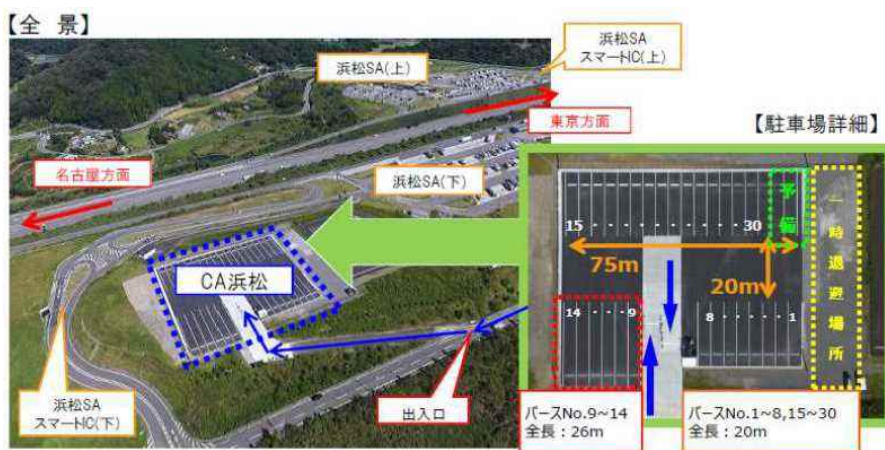 【全 景】
浜松SA(上)
浜松SA
スマートIC(上)
東京方面
【駐車場詳細】
名古屋方面
浜松SA(下)
CA浜松
予備
一時退避場所
15
30
75m
20m
14
9
8
1
浜松SA
スマートIC(下)
出入口
バースNo.9~14
全長:26m
バースNo.1~8,15~30
全長:20m